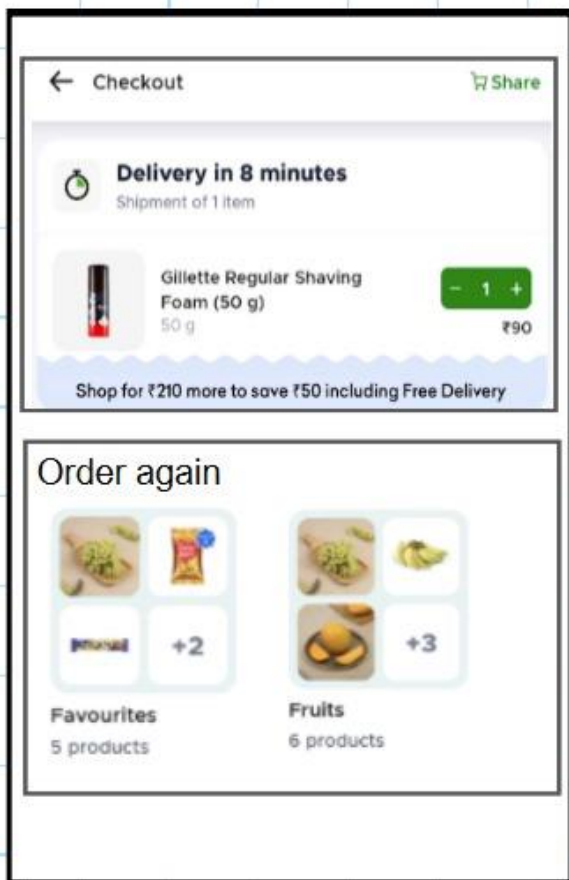 ← Checkout
Share
Delivery in 8 minutes
Shipment of 1 item
Gillette Regular Shaving
Foam (50 g)
50 g
− 1 +
₹90
Shop for ₹210 more to save ₹50 including Free Delivery
Order again
+2
+3
Favourites
5 products
Fruits
6 products